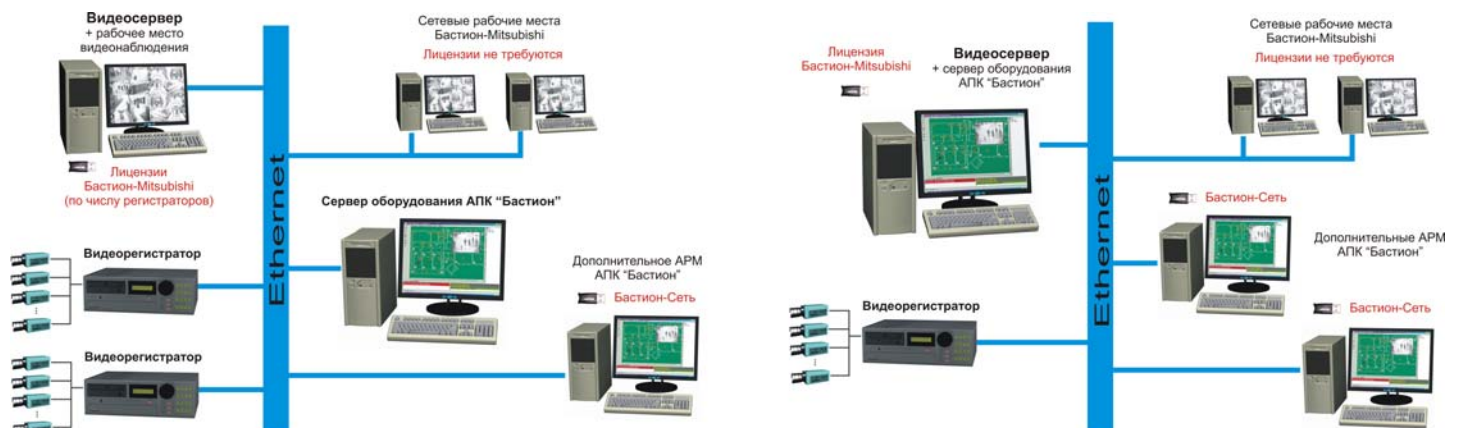 Видеосервер
+ рабочее место
видеонаблюдения
Лицензии
Бастион-Mitsubishi
(по числу регистраторов)
Видеорегистратор
Видеорегистратор
Ethernet
Сетевые рабочие места
Бастион-Mitsubishi
Лицензии не требуются
Сервер оборудования АПК “Бастион”
Дополнительное АРМ
АПК “Бастион”
Бастион-Сеть
Лицензия
Бастион-Mitsubishi
Видеосервер
+ сервер оборудования
АПК “Бастион”
Видеорегистратор
Ethernet
Сетевые рабочие места
Бастион-Mitsubishi
Лицензии не требуются
Бастион-Сеть
Дополнительные АРМ
АПК “Бастион”
Бастион-Сеть